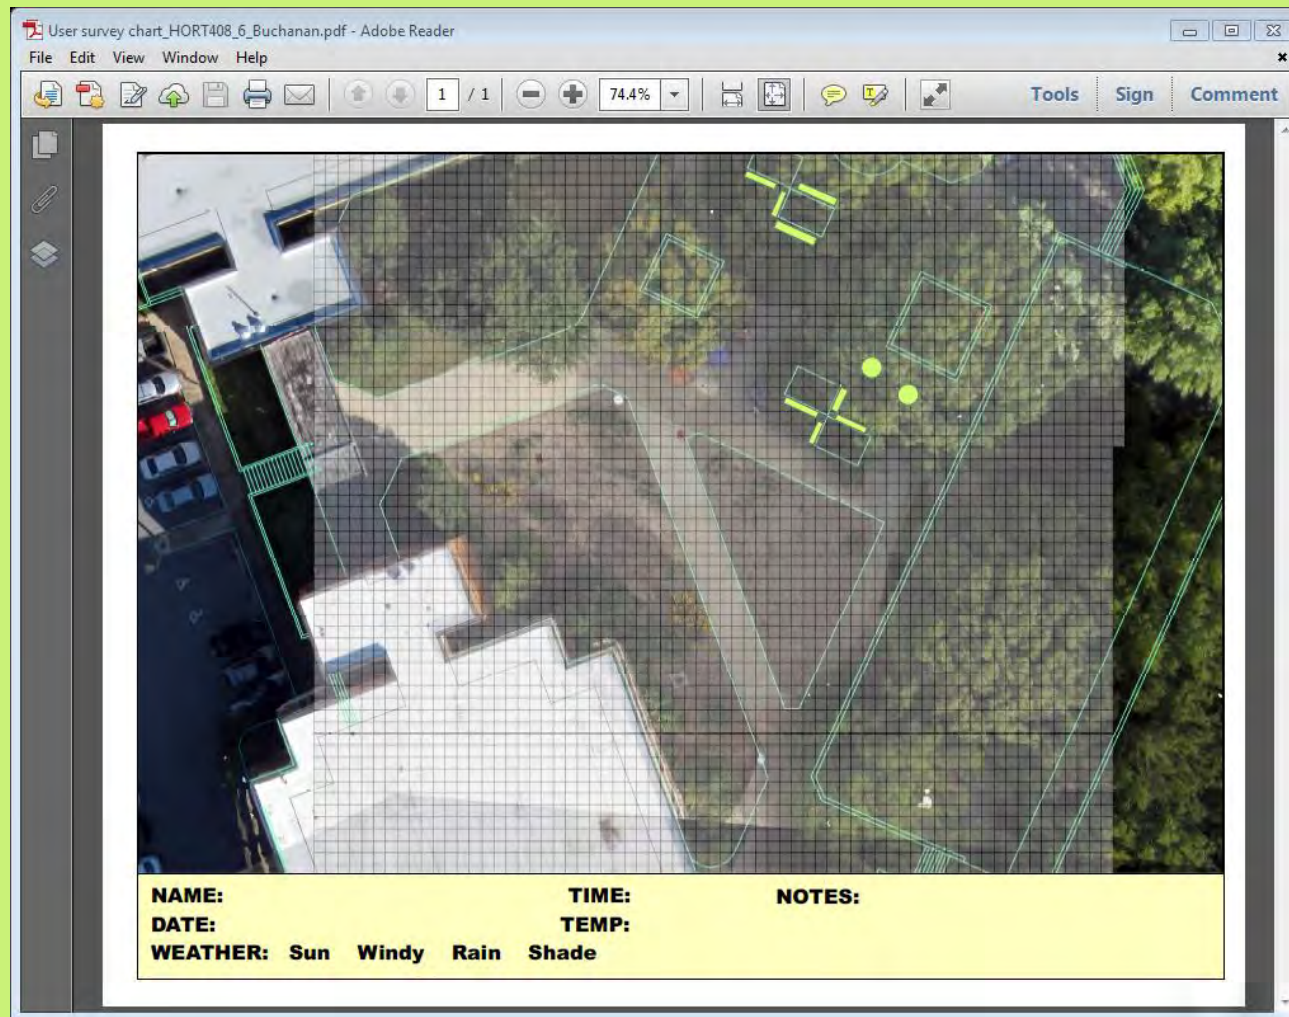 User survey chart_HORT408_6_Buchanan.pdf - Adobe Reader
File Edit View Window Help
1 / 1 74.4% Tools Sign Comment
NAME: TIME: NOTES:
DATE: TEMP:
WEATHER: Sun Windy Rain Shade